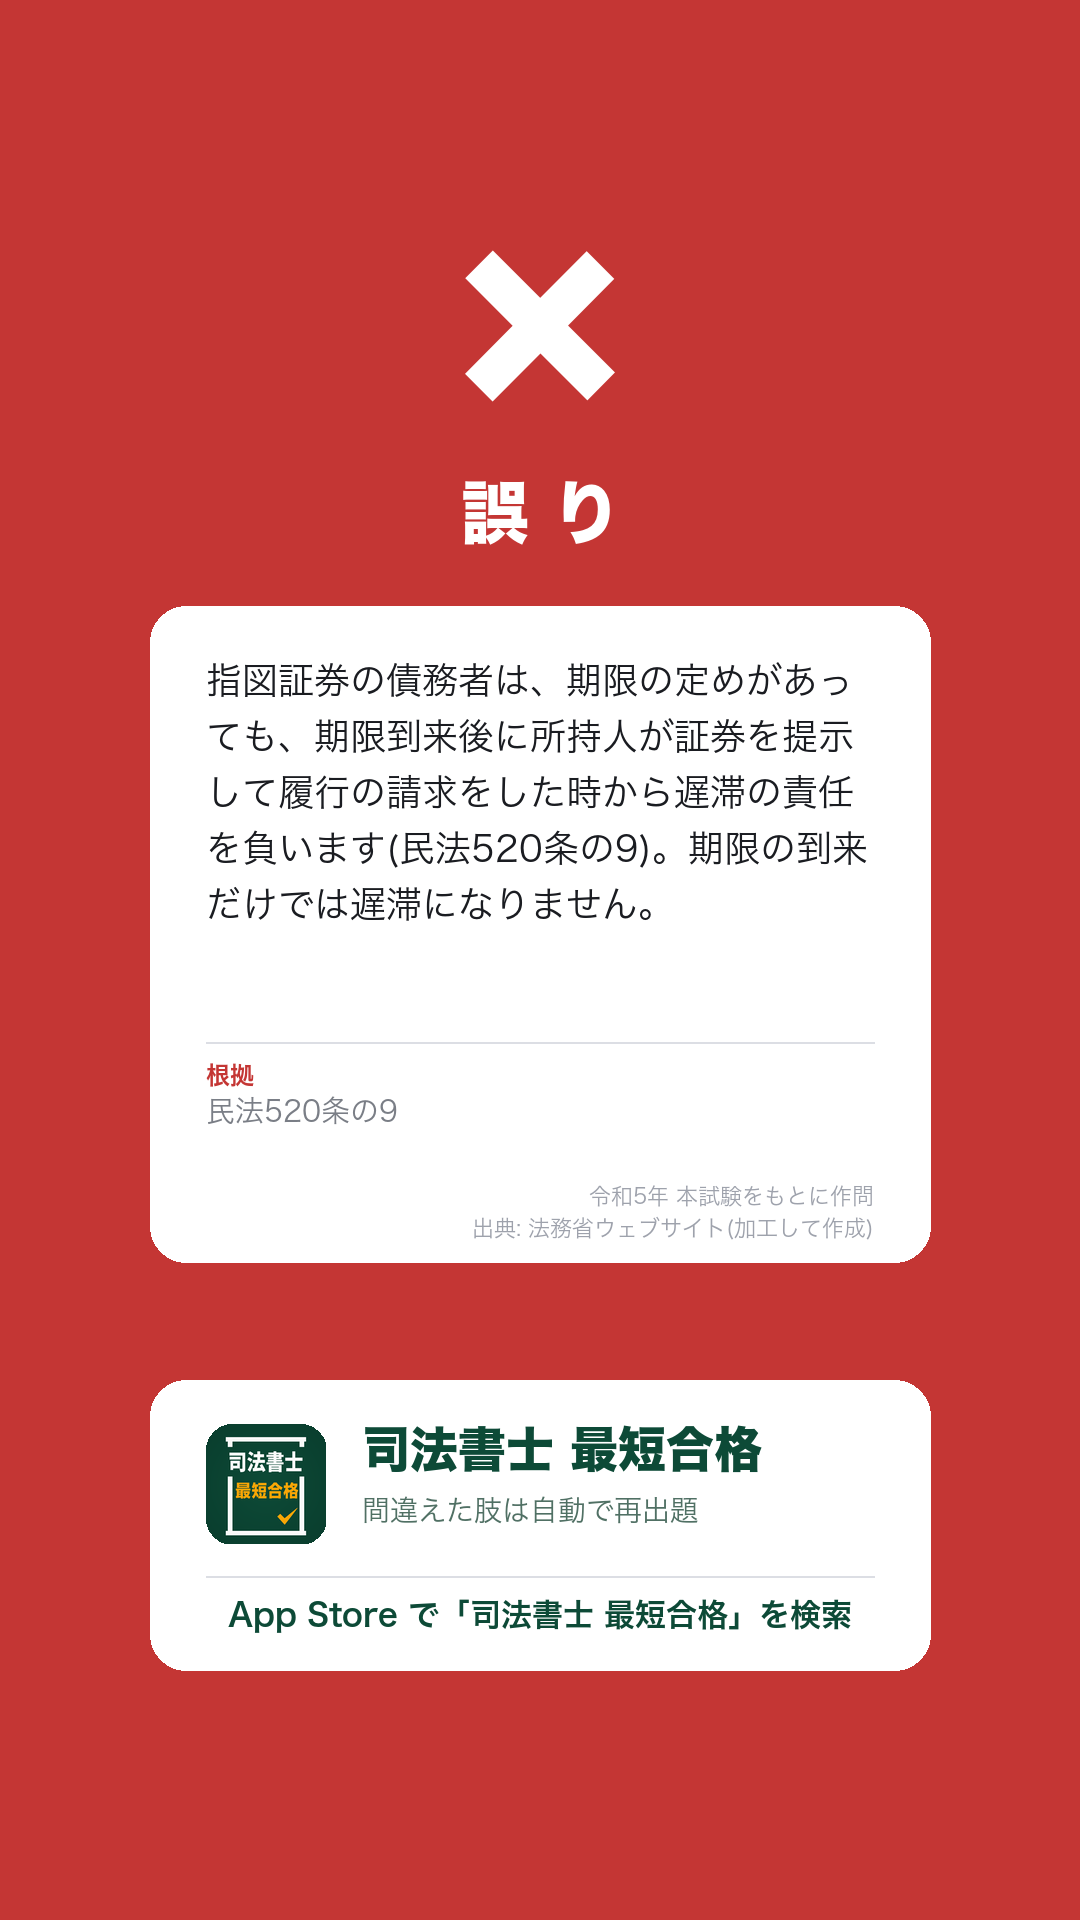 誤り
指図証券の債務者は、期限の定めがあっ
ても、期限到来後に所持人が証券を提示
して履行の請求をした時から遅滞の責任
を負います(民法520条の9)。期限の到来
だけでは遅滞になりません。
根拠
民法520条の9
令和5年 本試験をもとに作問
出典: 法務省ウェブサイト(加工して作成)
司法書士
最短合格
司法書士 最短合格
間違えた肢は自動で再出題
App Store で「司法書士 最短合格」を検索